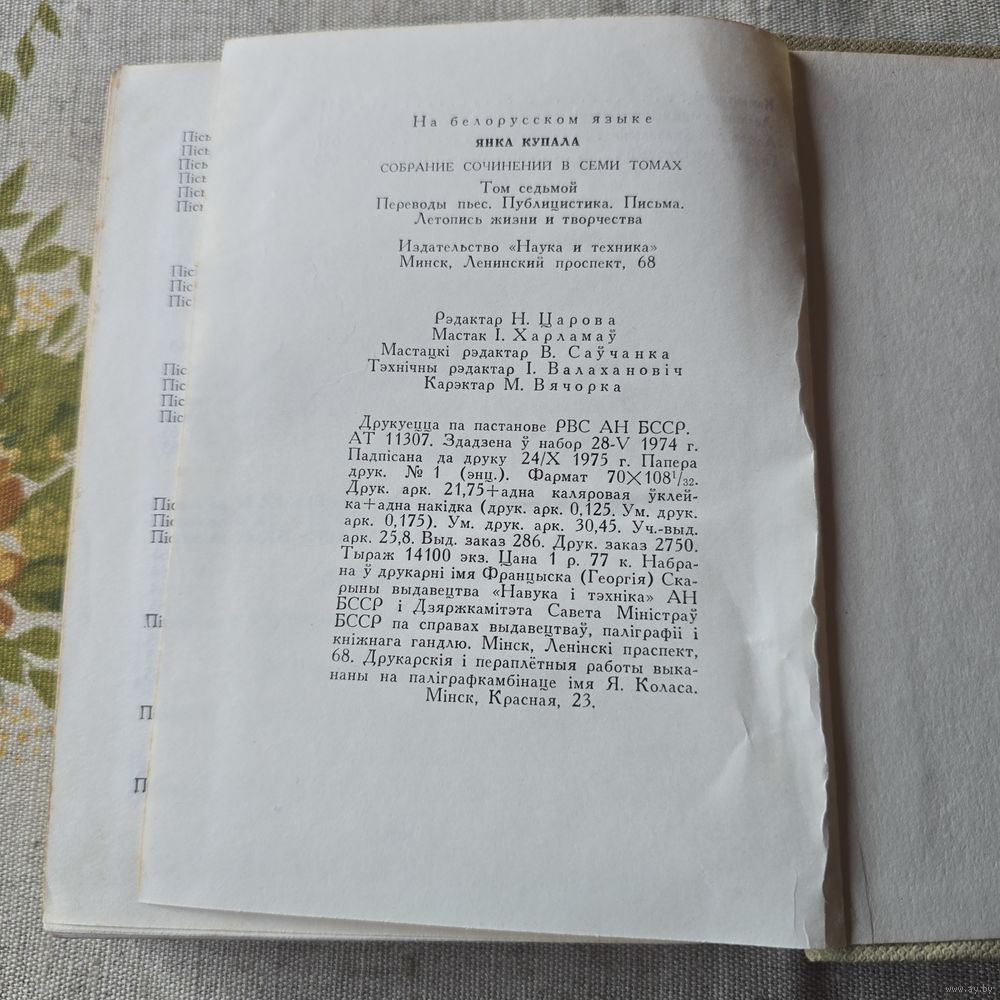 На белорусском языке
ЯНКА КУПАЛА
СОБРАНИЕ СОЧИНЕНИЙ В СЕМИ ТОМАХ
Том седьмой
Переводы пьес. Публицистика. Письма.
Летопись жизни и творчества
Издательство «Наука и техника»
Минск, Ленинский проспект, 68
Рэдактар Н. Царова
Мастак І. Харламаў
Мастацкі рэдактар В. Саўчанка
Тэхнічны рэдактар І. Валахановіч
Карэктар М. Вячорка
Друкуецца па пастанове РВС АН БССР.
АТ 11307. Здадзена ў набор 28-V 1974 г.
Падпісана да друку 24/X 1975 г. Папера
друк. № 1 (энц.). Фармат 70×108¹/₃₂.
Друк. арк. 21,75+адна каляровая ўклей-
ка+адна накідка (друк. арк. 0,125. Ум. друк.
арк. 0,175). Ум. друк. арк. 30,45. Уч.-выд.
арк. 25,8. Выд. заказ 286. Друк. заказ 2750.
Тыраж 14100 экз. Цана 1 р. 77 к. Набра-
на ў друкарні імя Францыска (Георгія) Ска-
рыны выдавецтва «Навука і тэхніка» АН
БССР і Дзяржкамітэта Савета Міністраў
БССР па справах выдавецтваў, паліграфіі і
кніжнага гандлю. Мінск, Ленінскі праспект,
68. Друкарскія і пераплётныя работы выка-
наны на паліграфкамбінаце імя Я. Коласа.
Мінск, Красная, 23.
www.ay.by